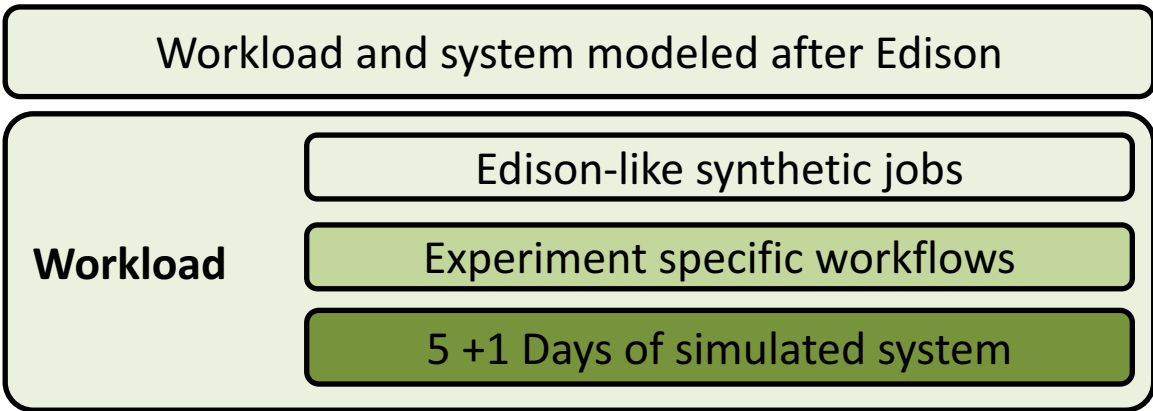 Workload and system modeled after Edison
Edison-like synthetic jobs
Workload
Experiment specific workflows
5 +1 Days of simulated system